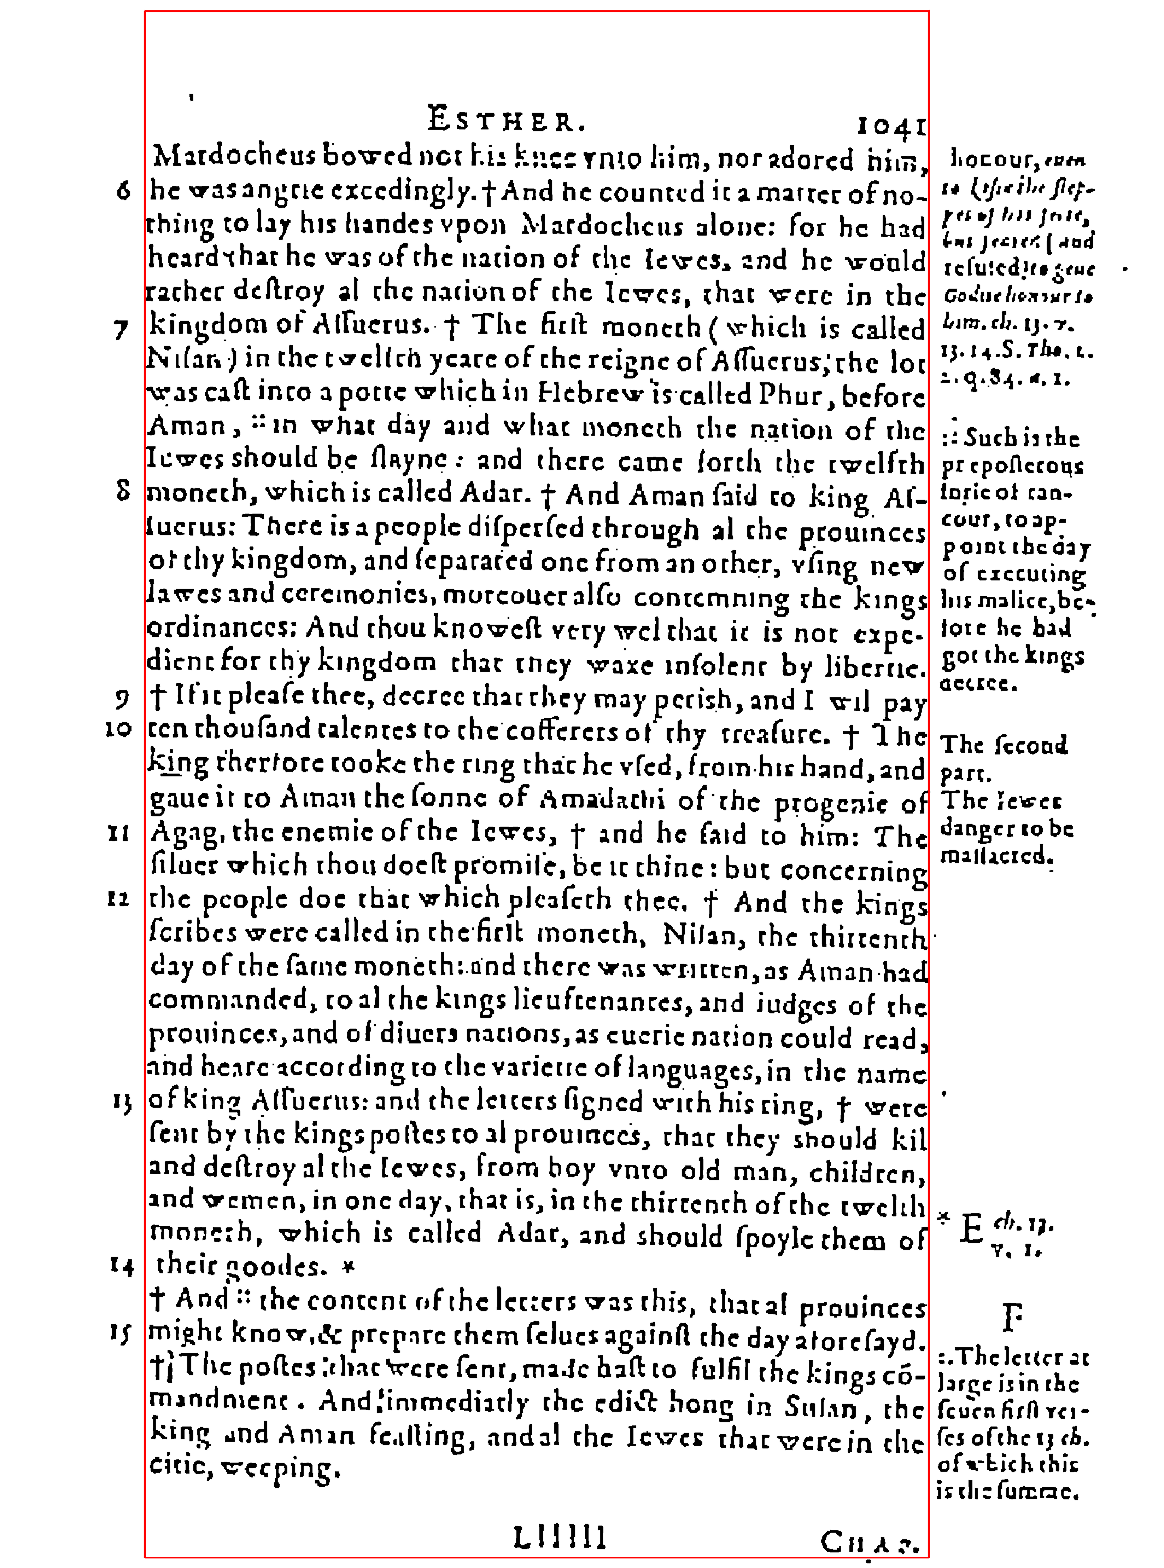 ESTHER. 1041
Mardocheus bowed not his knee vnto him, nor adored him,
6 he was angrie excedingly. † And he counted it a matter of no-
thing to lay his handes vpon Mardocheus alone: for he had
heard that he was of the nation of the Iewes, and he would
rather deſtroy al the nation of the Iewes, that were in the
7 kingdom of Aſſuerus. † The firſt moneth (which is called
Niſan) in the twelfth yeare of the reigne of Aſſuerus, the lot
was caſt into a potte which in Hebrew is called Phur, before
Aman, :: in what day and what moneth the nation of the
Iewes should be ſlayne: and there came forth the twelfth
8 moneth, which is called Adar. † And Aman ſaid to king Aſ-
ſuerus: There is a people diſperſed through al the prouinces
of thy kingdom, and ſeparated one from an other, vſing new
lawes and ceremonies, moreouer alſo contemning the kings
ordinances: And thou knoweſt very wel that it is not expe-
dient for thy kingdom that they waxe inſolent by libertie.
9 † If it pleaſe thee, decree that they may perish, and I wil pay
10 ten thouſand talentes to the cofferers of thy treaſure. † The
king therfore tooke the ring that he vſed, from his hand, and
gaue it to Aman the ſonne of Amadathi of the progenie of
11 Agag, the enemie of the Iewes, † and he ſaid to him: The
ſiluer which thou doeſt promiſe, be it thine: but concerning
12 the people doe that which pleaſeth thee. † And the kings
ſcribes were called in the firſt moneth, Niſan, the thirtenth
day of the ſame moneth: and there was written, as Aman had
commanded, to al the kings lieuftenantes, and iudges of the
prouinces, and of diuers nations, as euerie nation could read,
and heare according to the varietie of languages, in the name
13 of king Aſſuerus: and the letters ſigned with his ring, † were
ſent by the kings poſtes to al prouinces, that they should kil
and deſtroy al the Iewes, from boy vnto old man, children,
and wemen, in one day, that is, in the thirtenth of the twelth
moneth, which is called Adar, and should ſpoyle them of
14 their goodes. *
† And :: the content of the letters was this, that al prouinces
15 might know, & prepare them ſelues againſt the day aforeſayd.
† The poſtes that were ſent, made haſt to fulfil the kings cō-
mandment. And immediatly the edict hong in Suſan, the
king and Aman feaſting, and al the Iewes that were in the
citie, weeping.
LlllII CHAP.
honour, euen
to
refuſed) to geue
God due honour to
him. ch. 13. v.
13. 14. S. Tho. 1.
2. q. 84. a. 1.
:: Such is the
prepoſterous
ran-
cour, to ap-
point the day
of executing
his malice, be-
fore he had
got the kings
decree.
The ſecond
part.
The Iewes
danger to be
maſſacred.
* E ch. 13.
v. 1.
F
:: The letter at
large is in the
ſeuen firſt ver-
ſes of the 13 ch.
of which this
is the ſumme.